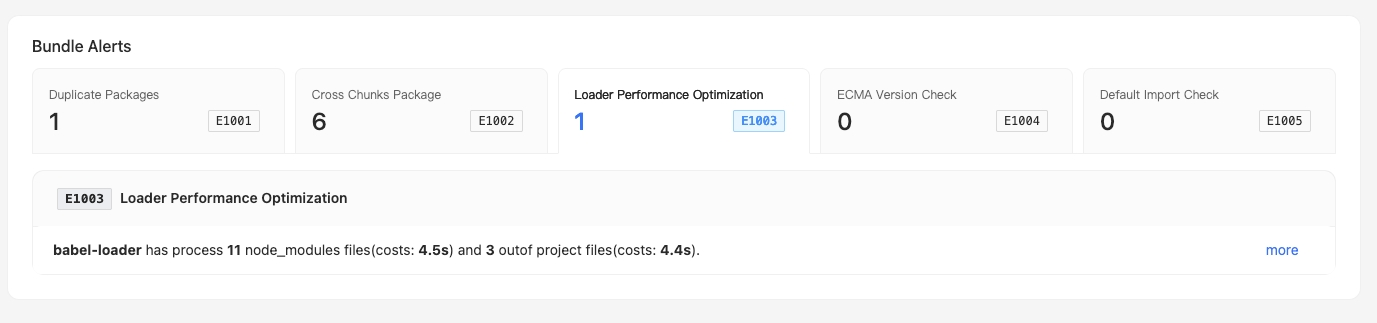 Bundle Alerts
Duplicate Packages
1 E1001
Cross Chunks Package
6 E1002
Loader Performance Optimization
1 E1003
ECMA Version Check
0 E1004
Default Import Check
0 E1005
E1003 Loader Performance Optimization
babel-loader has process 11 node_modules files(costs: 4.5s) and 3 outof project files(costs: 4.4s). more